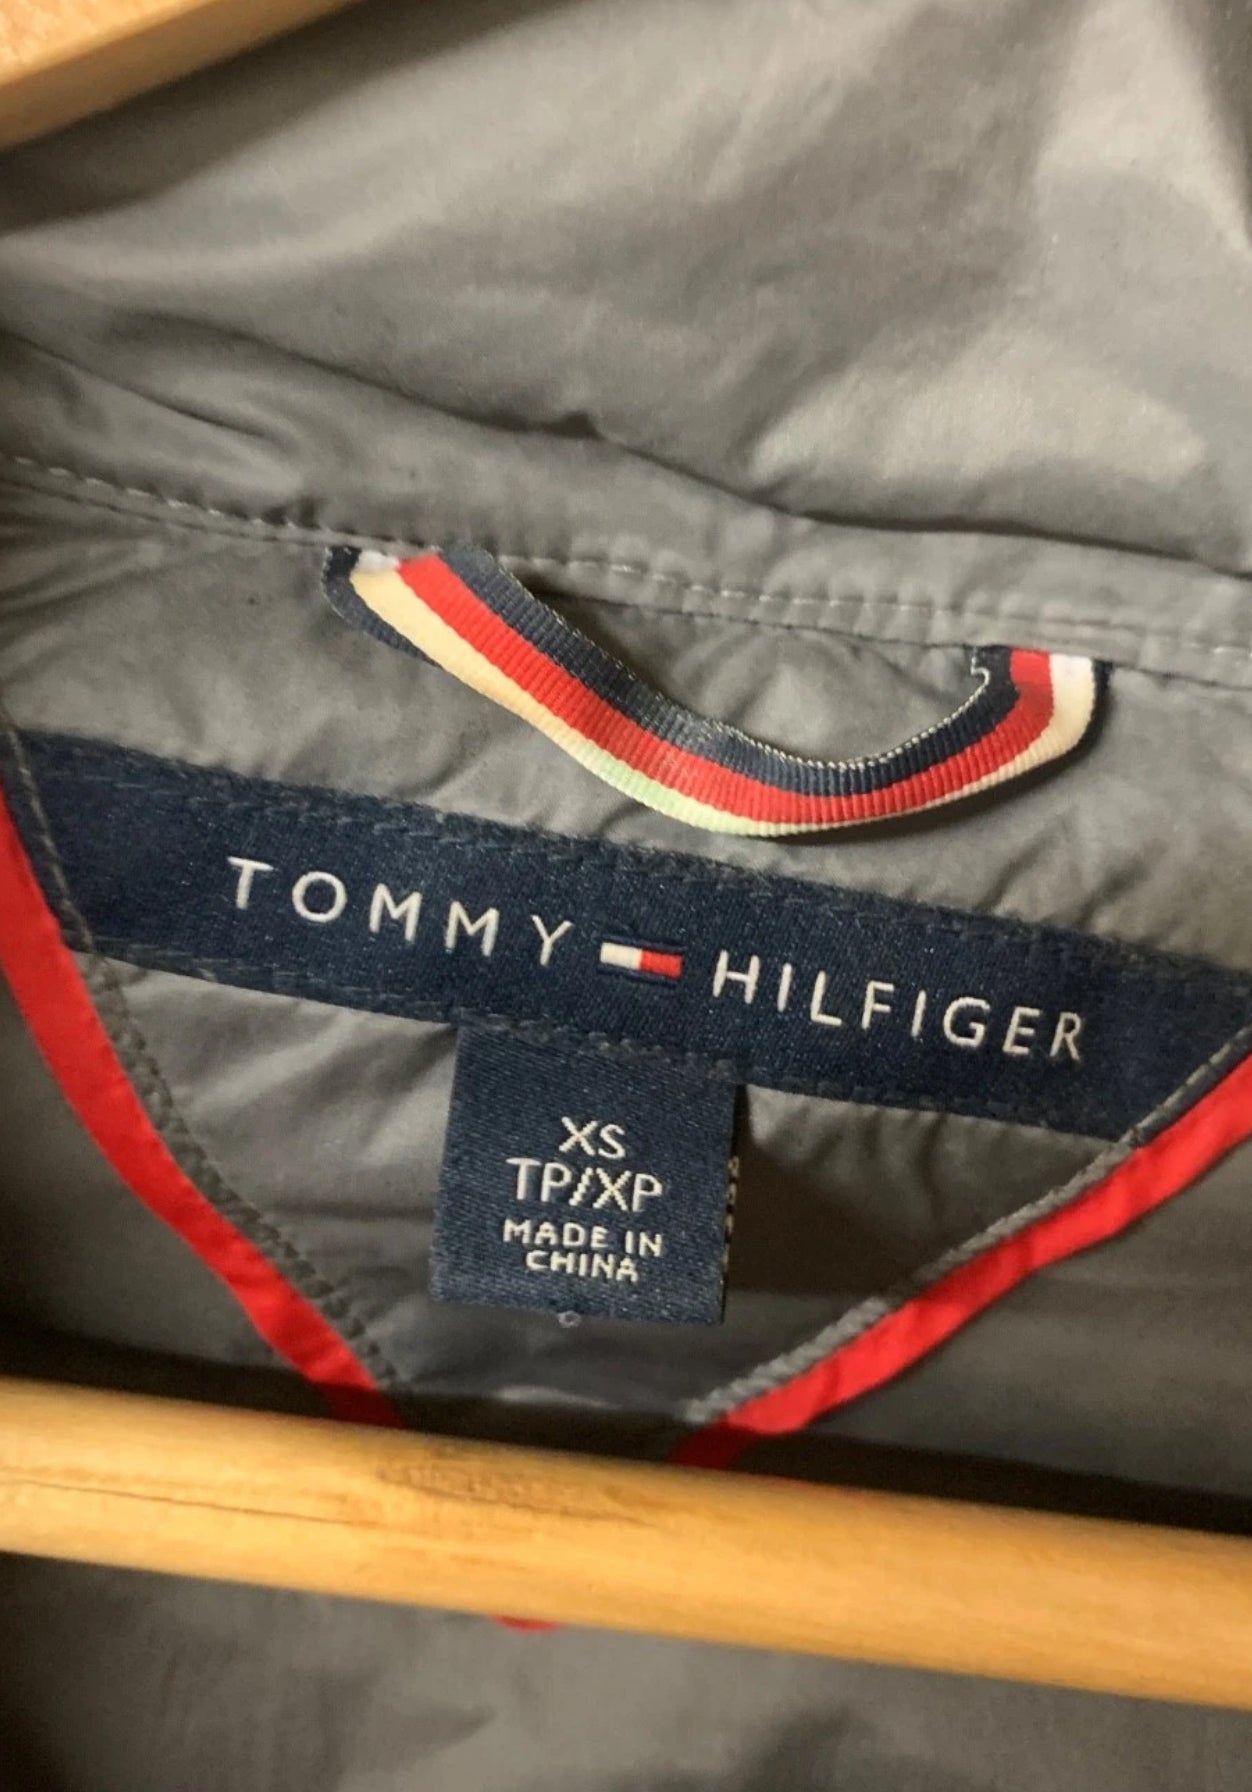 TOMMY HILFIGER
XS
TP/XP
MADE IN
CHINA